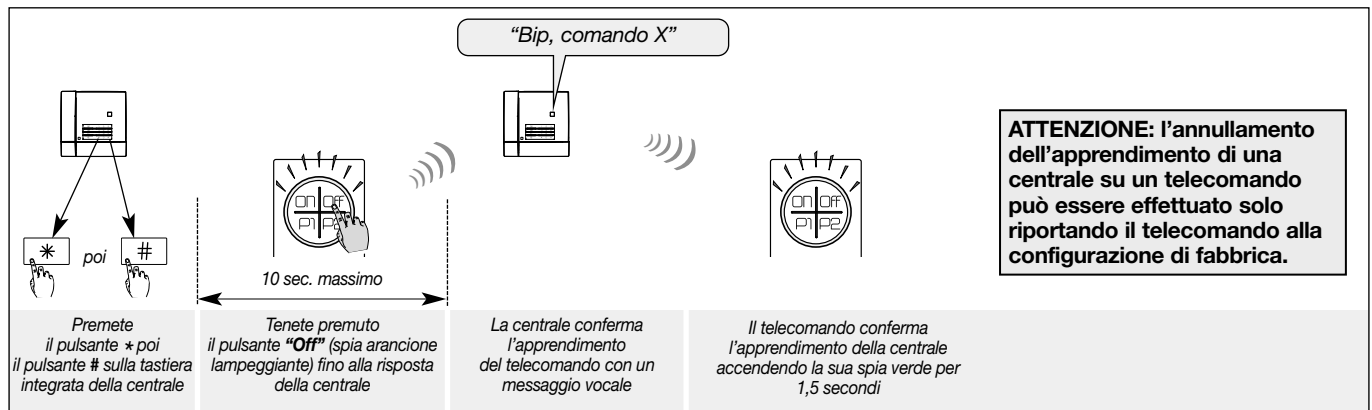 “Bip, comando X”
ATTENZIONE: l’annullamento
dell’apprendimento di una
centrale su un telecomando
può essere effettuato solo
riportando il telecomando alla
configurazione di fabbrica.
ON Off
P1 P2
ON Off
P1 P2
* poi #
10 sec. massimo
Premete
il pulsante * poi
il pulsante # sulla tastiera
integrata della centrale
Tenete premuto
il pulsante “Off” (spia arancione
lampeggiante) fino alla risposta
della centrale
La centrale conferma
l’apprendimento
del telecomando con un
messaggio vocale
Il telecomando conferma
l’apprendimento della centrale
accendendo la sua spia verde per
1,5 secondi